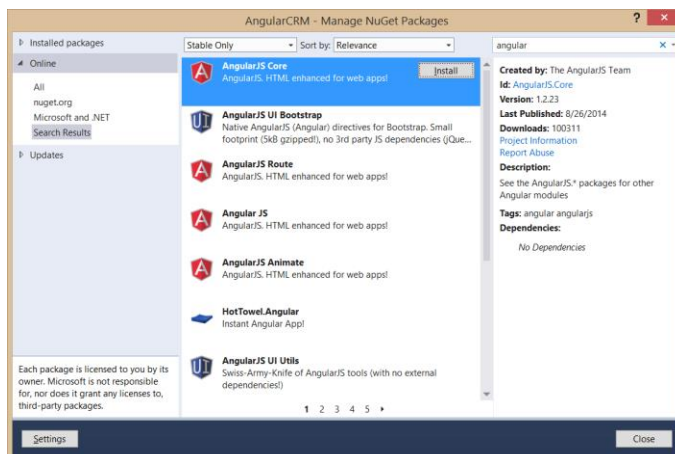 AngularCRM - Manage NuGet Packages
? ×
Installed packages
Online
All
nuget.org
Microsoft and .NET
Search Results
Updates
Each package is licensed to you by its
owner. Microsoft is not responsible
for, nor does it grant any licenses to,
third-party packages.
Stable Only
Sort by: Relevance
AngularJS Core
AngularJS. HTML enhanced for web apps!
Install
AngularJS UI Bootstrap
Native AngularJS (Angular) directives for Bootstrap. Small
footprint (5kB gzipped!), no 3rd party JS dependencies (jQue...
AngularJS Route
AngularJS. HTML enhanced for web apps!
Angular JS
AngularJS. HTML enhanced for web apps!
AngularJS Animate
AngularJS. HTML enhanced for web apps!
HotTowel.Angular
Instant Angular App!
AngularJS UI Utils
Swiss-Army-Knife of AngularJS tools (with no external
dependencies!)
1 2 3 4 5
angular
Created by: The AngularJS Team
Id: AngularJS.Core
Version: 1.2.23
Last Published: 8/26/2014
Downloads: 100311
Project Information
Report Abuse
Description:
See the AngularJS.* packages for other
Angular modules
Tags: angular angularjs
Dependencies:
No Dependencies
Settings
Close